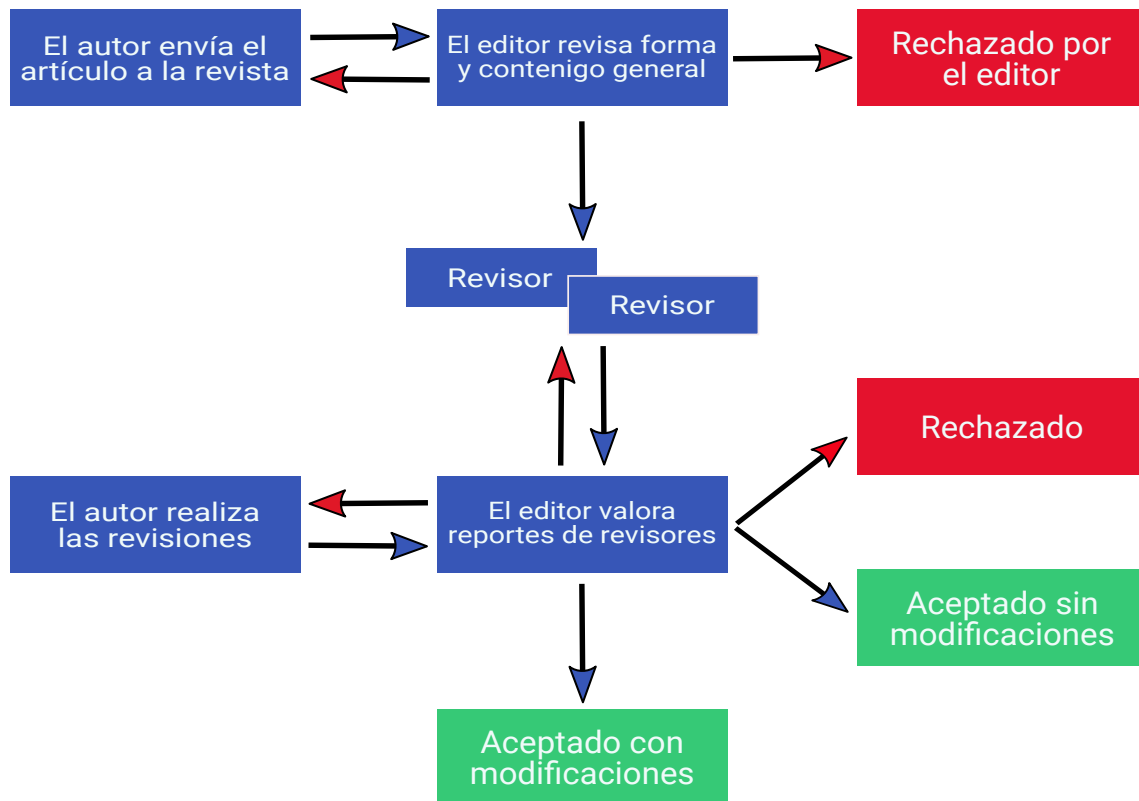 El autor envía el
artículo a la revista
El editor revisa forma
y contenigo general
Rechazado por
el editor
Revisor
Revisor
Rechazado
El autor realiza
las revisiones
El editor valora
reportes de revisores
Aceptado sin
modificaciones
Aceptado con
modificaciones